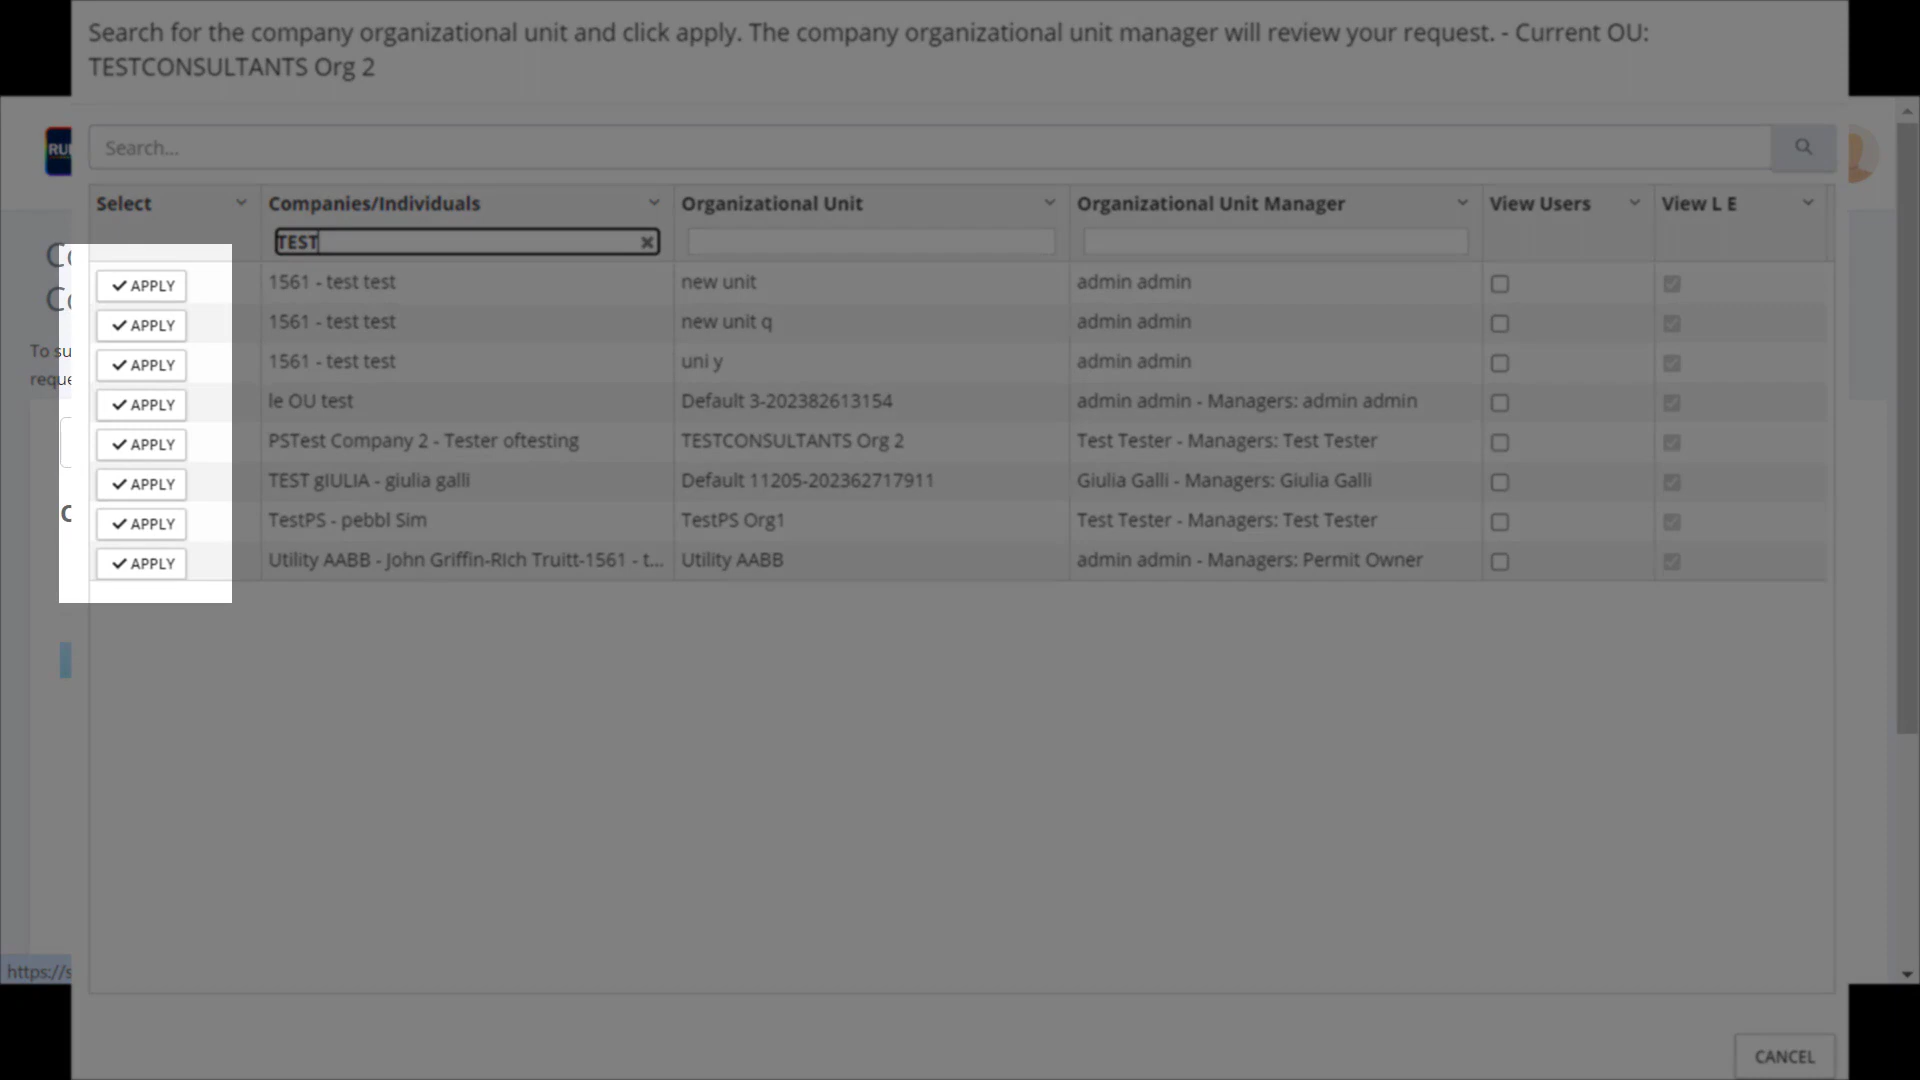 Search for the company organizational unit and click apply. The company organizational unit manager will review your request. - Current OU:
TESTCONSULTANTS Org 2
RU
Search...
Select Companies/Individuals Organizational Unit Organizational Unit Manager View Users View L E
TEST
APPLY 1561 - test test new unit admin admin
APPLY 1561 - test test new unit q admin admin
APPLY 1561 - test test uni y admin admin
APPLY le OU test Default 3-202382613154 admin admin - Managers: admin admin
APPLY PSTest Company 2 - Tester oftesting TESTCONSULTANTS Org 2 Test Tester - Managers: Test Tester
APPLY TEST gIULIA - giulia galli Default 11205-202362717911 Giulia Galli - Managers: Giulia Galli
APPLY TestPS - pebbl Sim TestPS Org1 Test Tester - Managers: Test Tester
APPLY Utility AABB - John Griffin-RIch Truitt-1561 - t... Utility AABB admin admin - Managers: Permit Owner
To su
reque
https://s
CANCEL